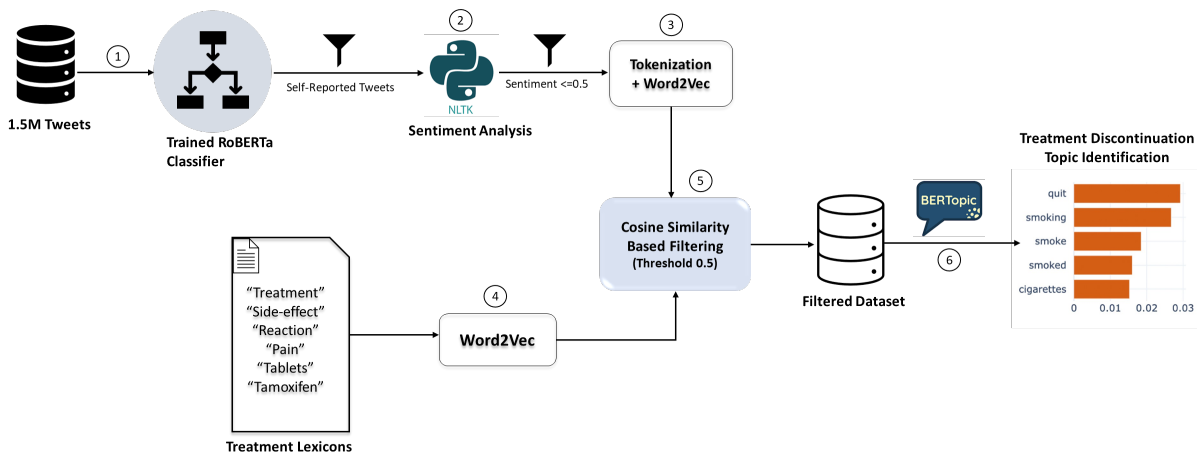 1
2
3
1.5M Tweets
Trained RoBERTa
Classifier
Self-Reported Tweets
NLTK
Sentiment Analysis
Sentiment <=0.5
Tokenization
+ Word2Vec
"Treatment"
"Side-effect"
"Reaction"
"Pain"
"Tablets"
"Tamoxifen"
Treatment Lexicons
4
Word2Vec
5
Cosine Similarity
Based Filtering
(Threshold 0.5)
Filtered Dataset
BERTopic
6
Treatment Discontinuation
Topic Identification
quit
smoking
smoke
smoked
cigarettes
0 0.01 0.02 0.03